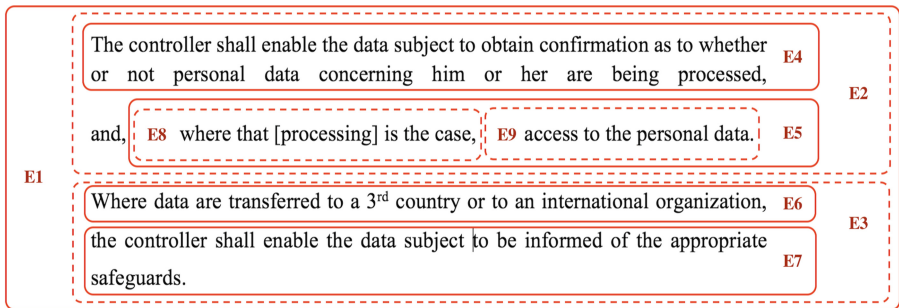 The controller shall enable the data subject to obtain confirmation as to whether
E4
or not personal data concerning him or her are being processed,
E2
and, E8 where that [processing] is the case, E9 access to the personal data. E5
E1
Where data are transferred to a 3rd country or to an international organization, E6
E3
the controller shall enable the data subject to be informed of the appropriate
E7
safeguards.